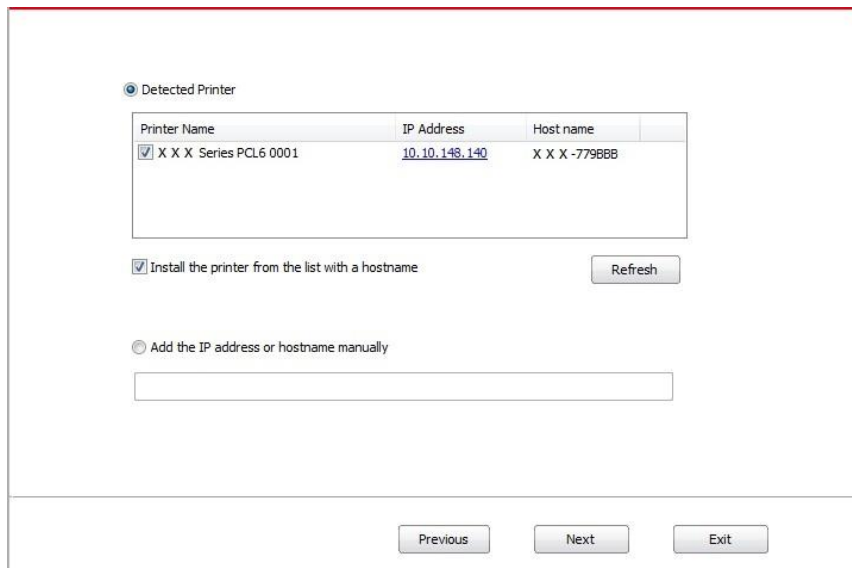 Detected Printer
Printer Name IP Address Host name
X X X Series PCL6 0001 10.10.148.140 X X X -779BBB
Install the printer from the list with a hostname Refresh
Add the IP address or hostname manually
Previous Next Exit